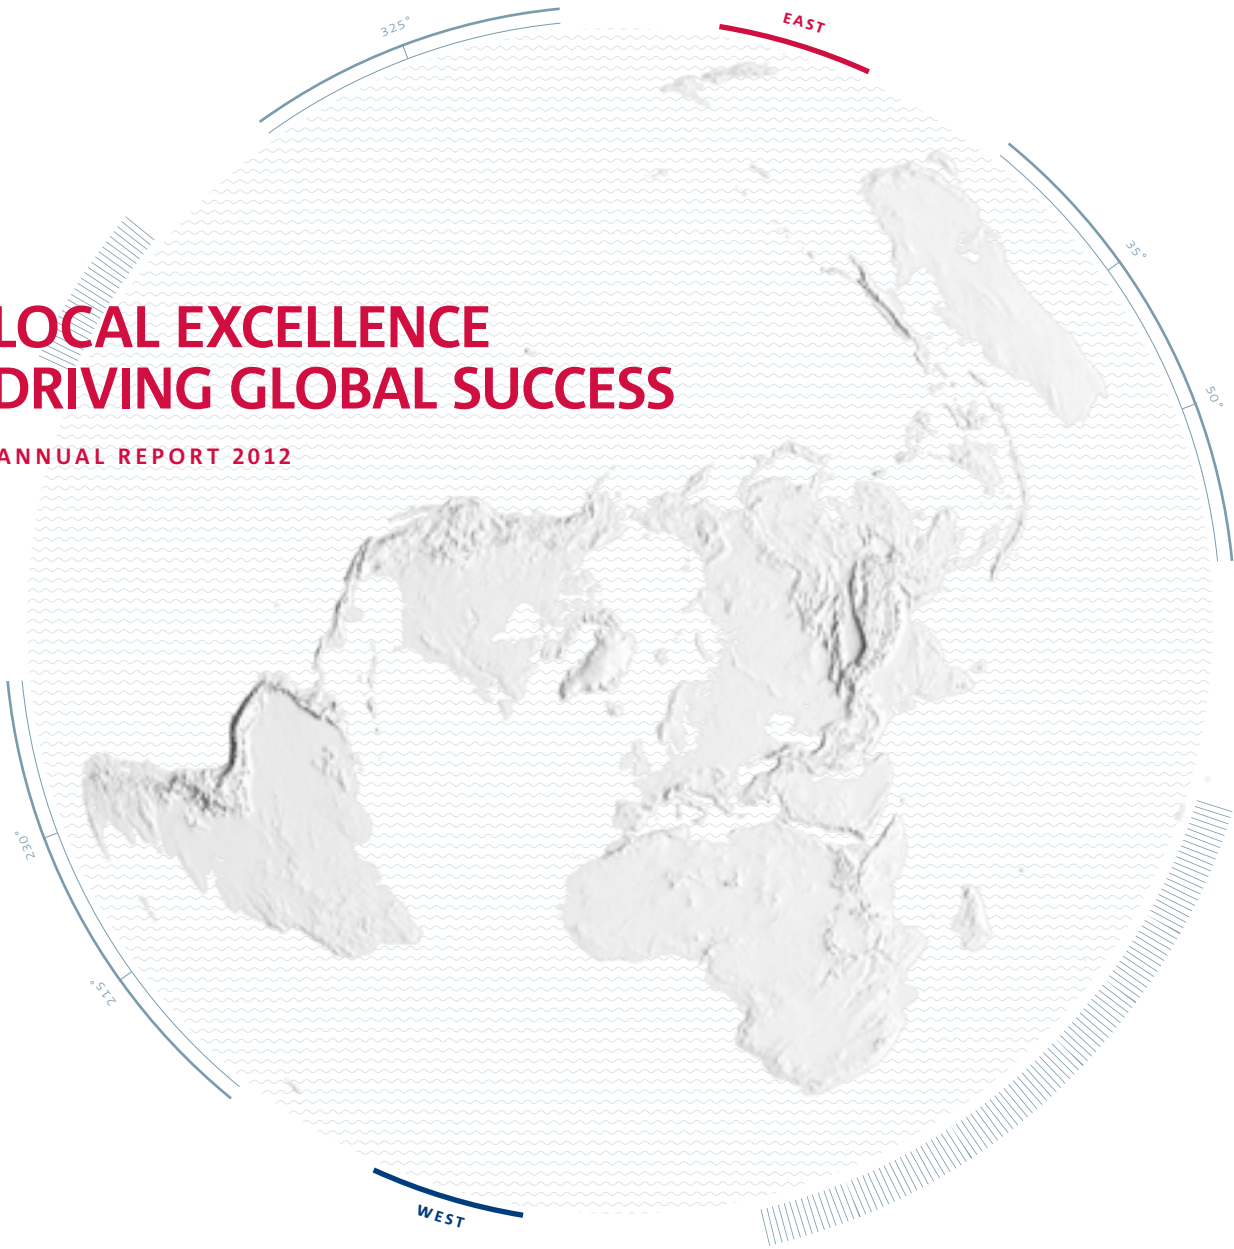 325°
EAST
35°
LOCAL EXCELLENCE
DRIVING GLOBAL SUCCESS
50°
ANNUAL REPORT 2012
230°
215°
WEST